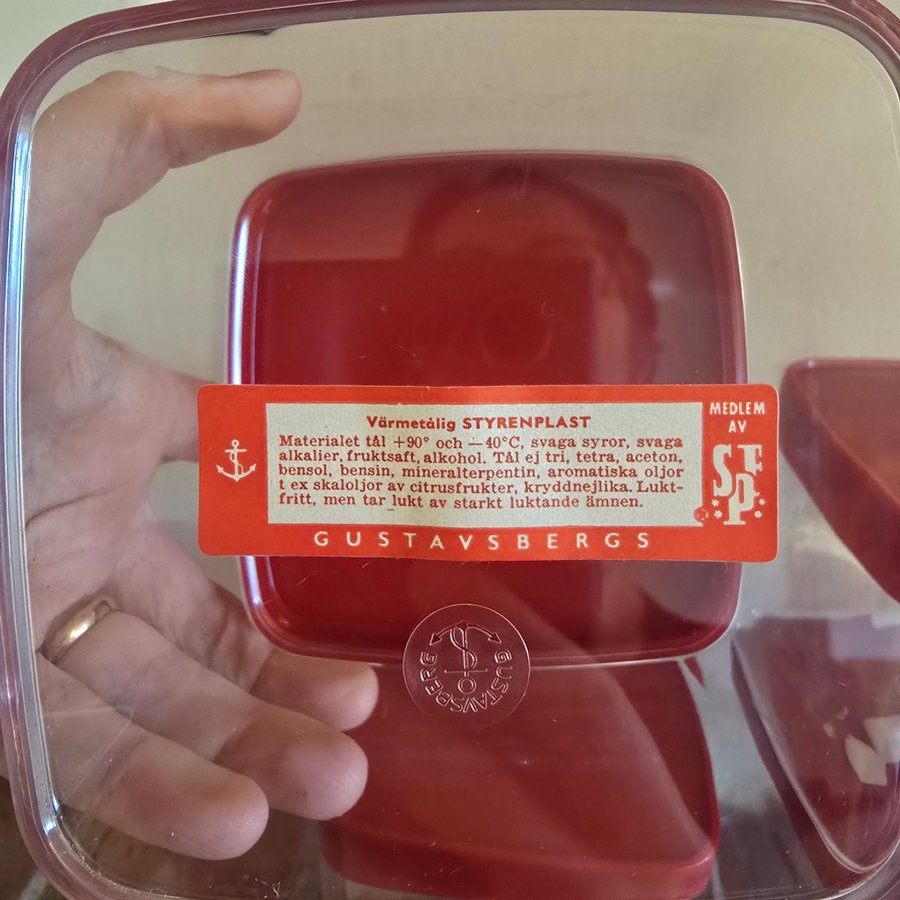 Värmetålig STYRENPLAST
Materialet tål +90° och −40°C, svaga syror, svaga
alkalier, fruktsaft, alkohol. Tål ej tri, tetra, aceton,
bensol, bensin, mineralterpentin, aromatiska oljor
t ex skaloljor av citrusfrukter, kryddnejlika. Lukt-
fritt, men tar lukt av starkt luktande ämnen.
MEDLEM
AV
SPF
GUSTAVSBERGS
GUSTAVSBERG